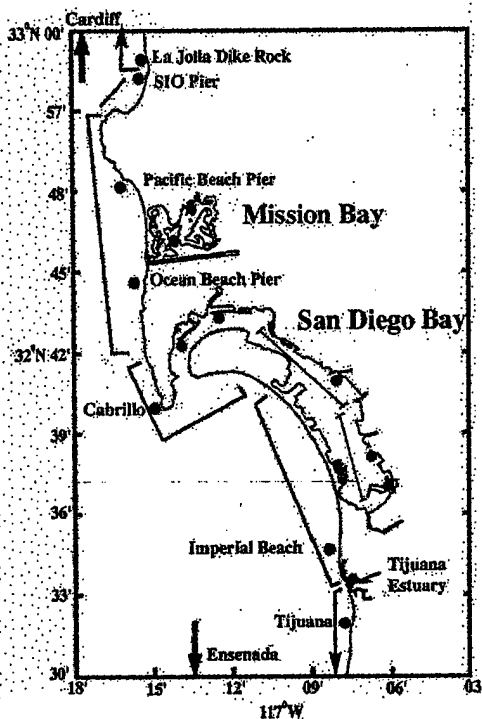 Cardiff
33°N 00'
La Jolla Dike Rock
SIO Pier
57'
Pacific Beach Pier
48'
Mission Bay
45'
Ocean Beach Pier
San Diego Bay
32°N 42'
Cabrillo
39'
36'
Imperial Beach
Tijuana
Estuary
33'
Tijuana
Ensenada
30'
18'
15'
12'
09'
06'
03
117°W